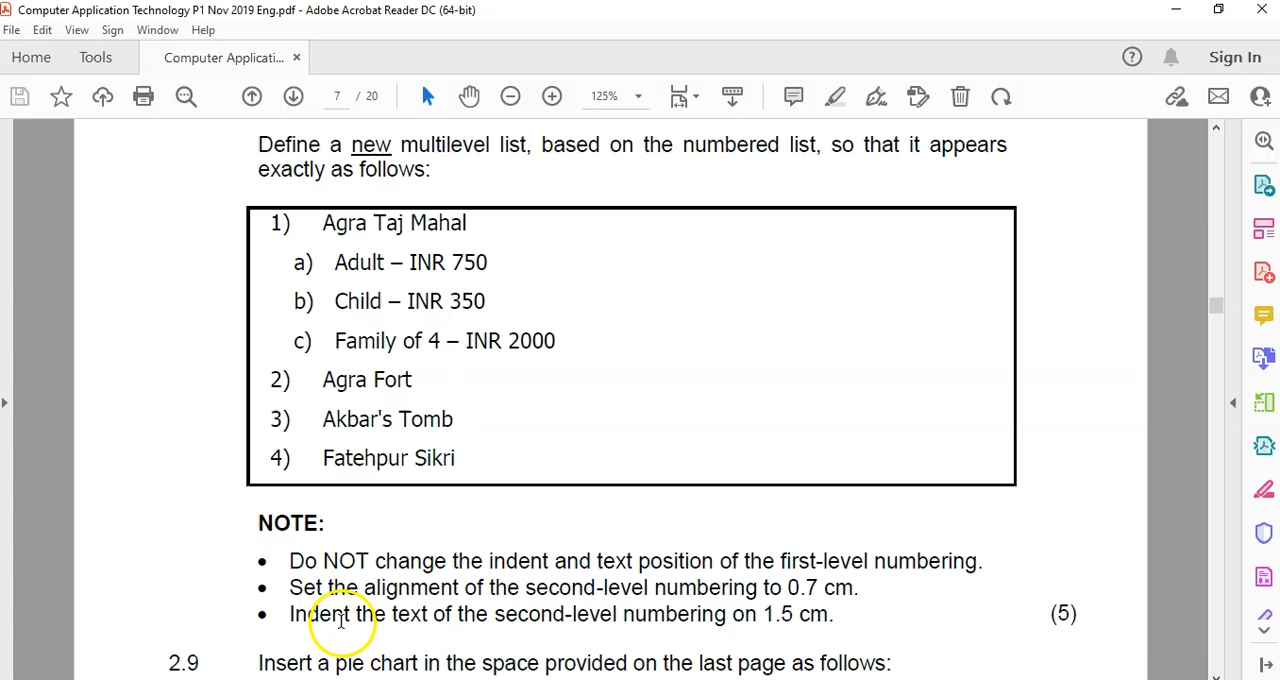 Computer Application Technology P1 Nov 2019 Eng.pdf - Adobe Acrobat Reader DC (64-bit)
File Edit View Sign Window Help
Home Tools Computer Applicati... × Sign In
7 / 20 125%
Define a new multilevel list, based on the numbered list, so that it appears
exactly as follows:
1) Agra Taj Mahal
a) Adult – INR 750
b) Child – INR 350
c) Family of 4 – INR 2000
2) Agra Fort
3) Akbar's Tomb
4) Fatehpur Sikri
NOTE:
• Do NOT change the indent and text position of the first-level numbering.
• Set the alignment of the second-level numbering to 0.7 cm.
• Indent the text of the second-level numbering on 1.5 cm. (5)
2.9 Insert a pie chart in the space provided on the last page as follows: